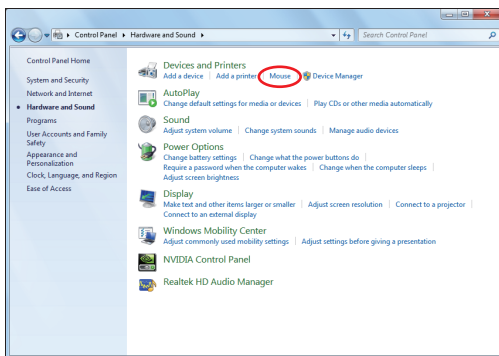 Control Panel ▸ Hardware and Sound ▸
Search Control Panel
Control Panel Home
System and Security
Network and Internet
Hardware and Sound
Programs
User Accounts and Family
Safety
Appearance and
Personalization
Clock, Language, and Region
Ease of Access
Devices and Printers
Add a device | Add a printer | Mouse | Device Manager
AutoPlay
Change default settings for media or devices | Play CDs or other media automatically
Sound
Adjust system volume | Change system sounds | Manage audio devices
Power Options
Change battery settings | Change what the power buttons do |
Require a password when the computer wakes | Change when the computer sleeps |
Adjust screen brightness
Display
Make text and other items larger or smaller | Adjust screen resolution | Connect to a projector |
Connect to an external display
Windows Mobility Center
Adjust commonly used mobility settings | Adjust settings before giving a presentation
NVIDIA Control Panel
Realtek HD Audio Manager